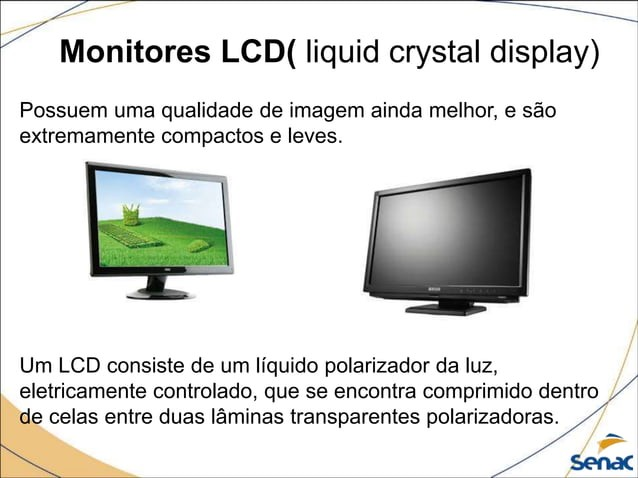 Monitores LCD( liquid crystal display)
Possuem uma qualidade de imagem ainda melhor, e são
extremamente compactos e leves.
Um LCD consiste de um líquido polarizador da luz,
eletricamente controlado, que se encontra comprimido dentro
de celas entre duas lâminas transparentes polarizadoras.
Senac